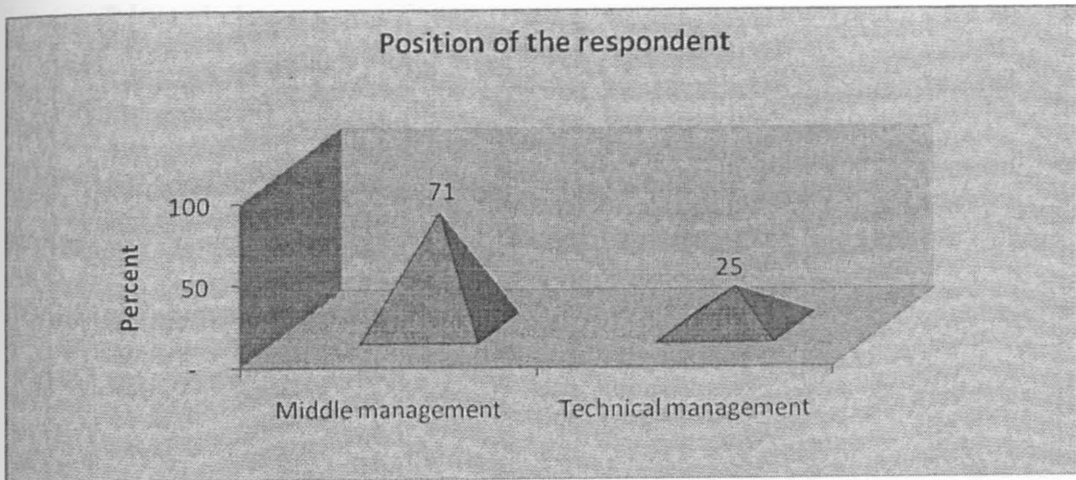 Position of the respondent
71
100
25
Percent
50
-
Middle management
Technical management